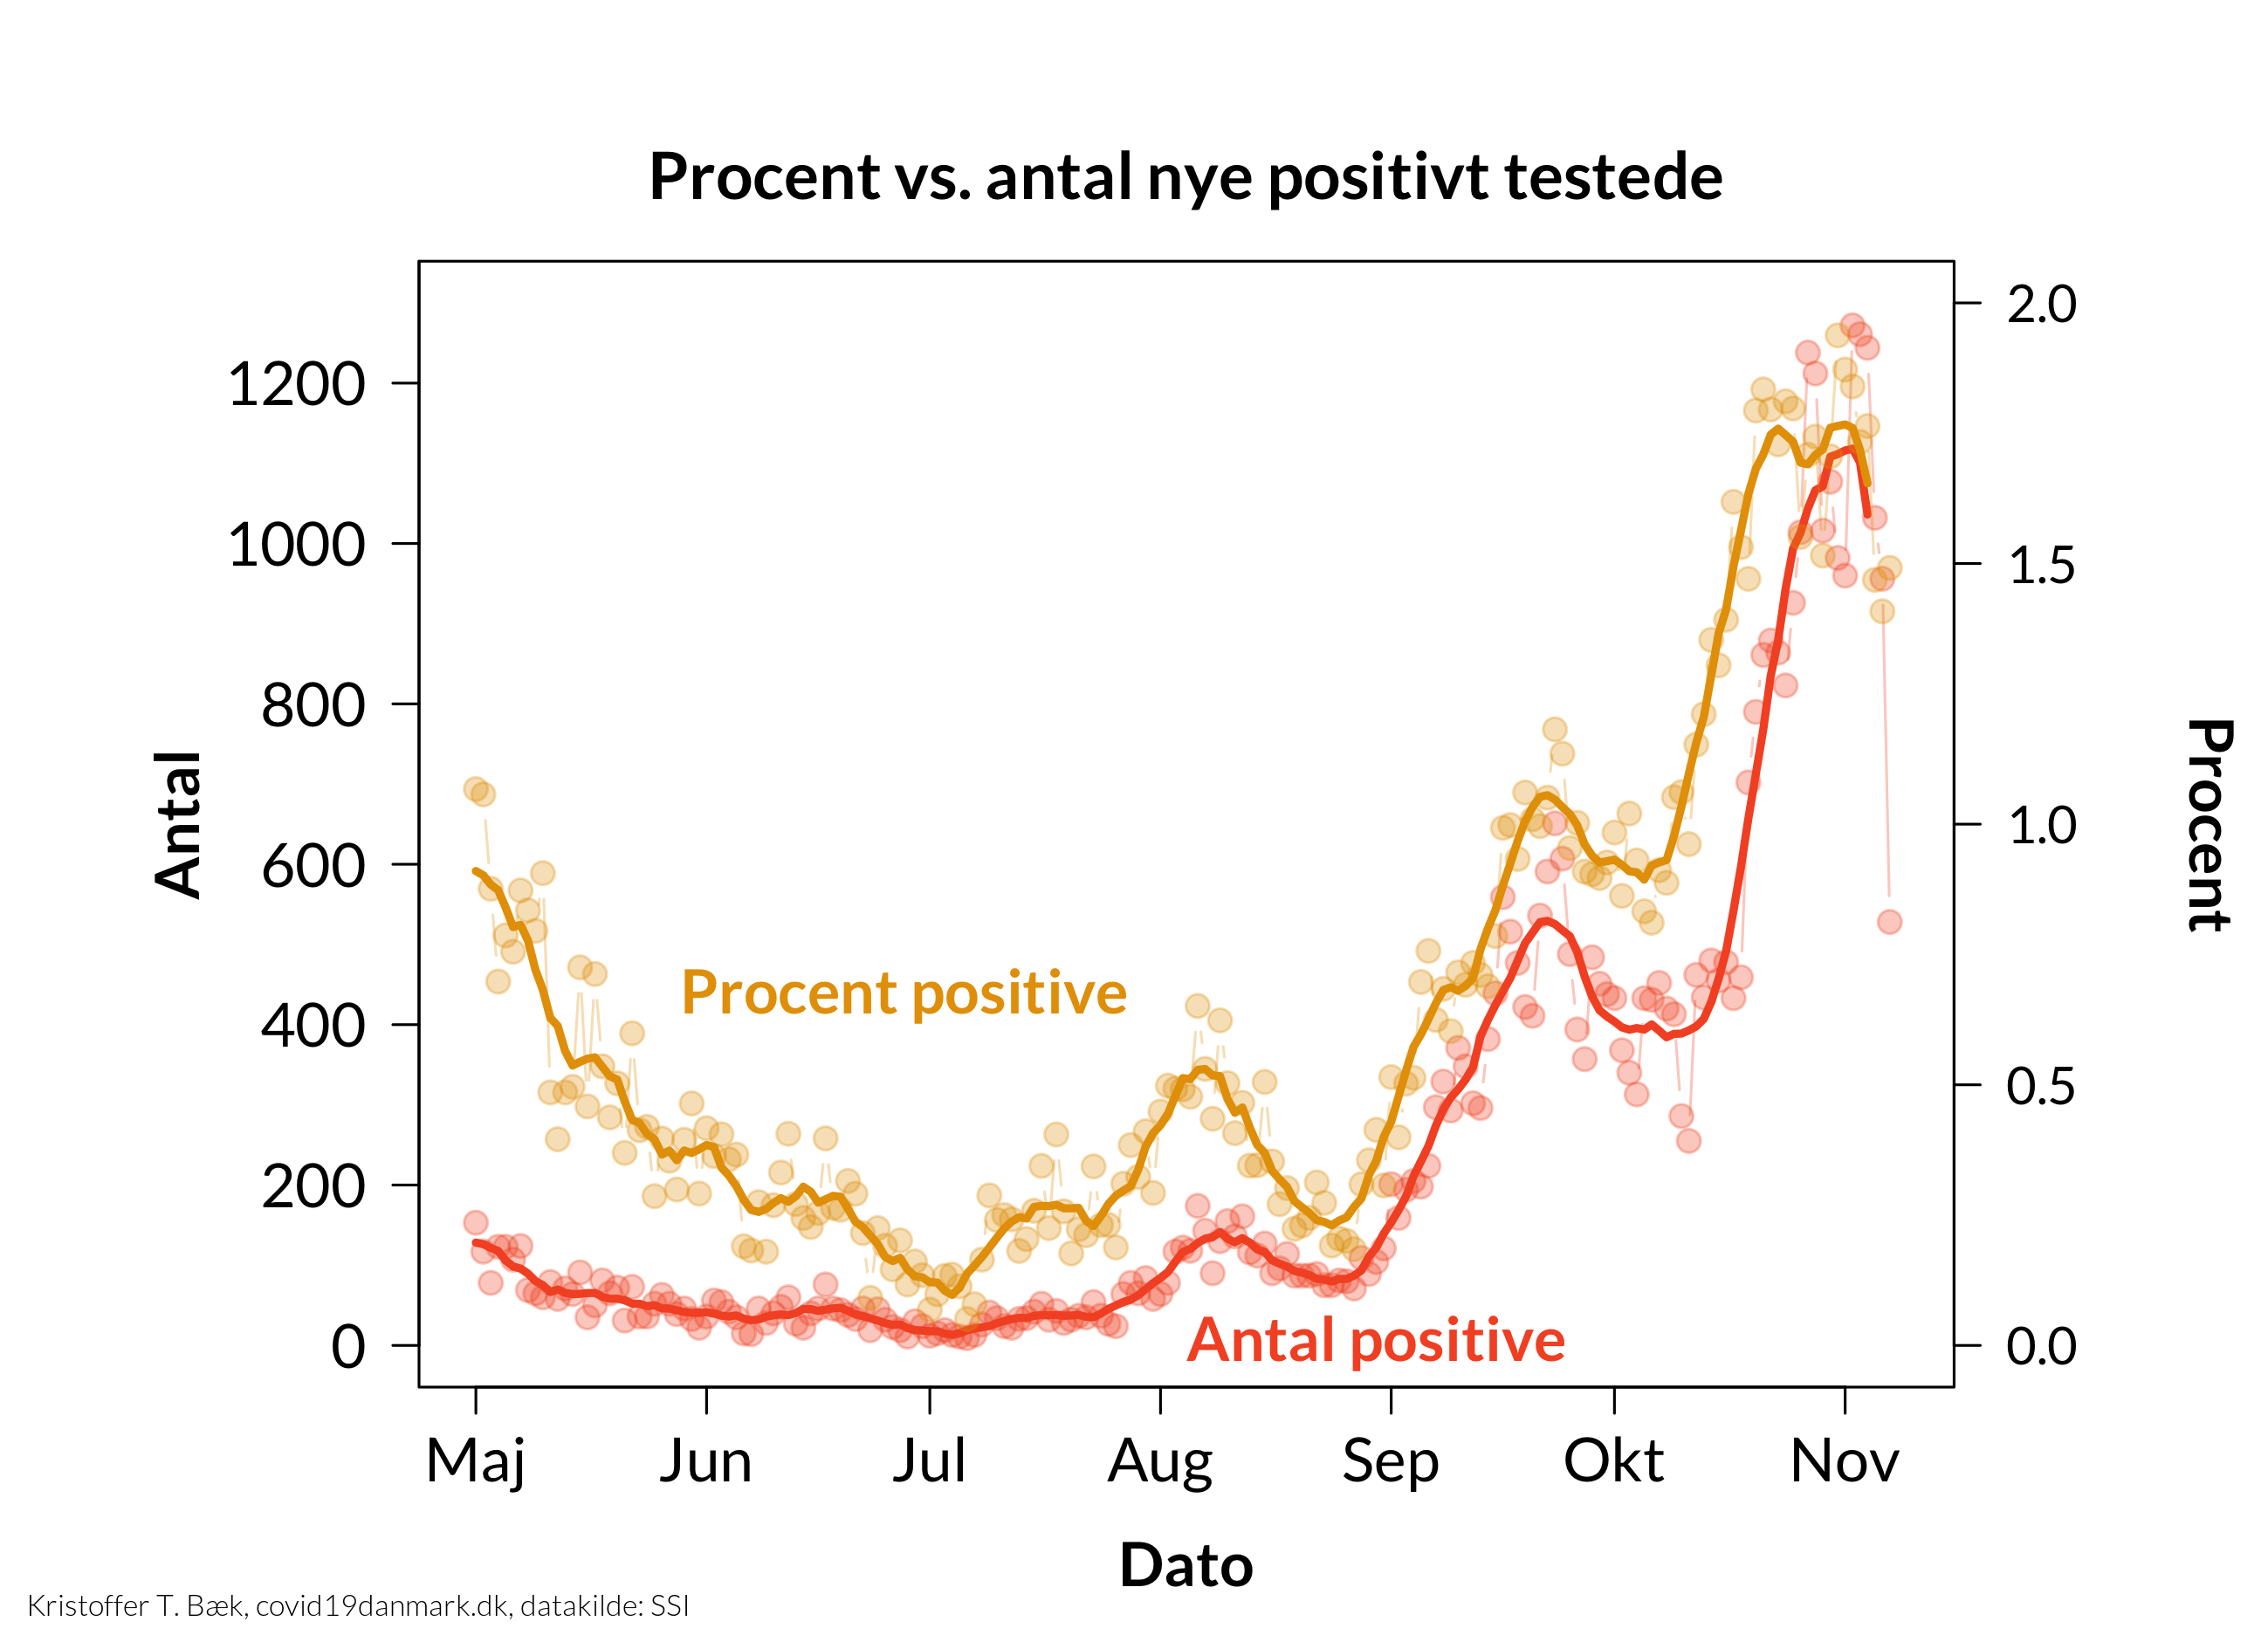 Procent vs. antal nye positivt testede
1200
1000
800
600
400
200
0
Antal
2.0
1.5
1.0
0.5
0.0
Procent
Procent positive
Antal positive
Maj Jun Jul Aug Sep Okt Nov
Dato
Kristoffer T. Bæk, covid19danmark.dk, datakilde: SSI